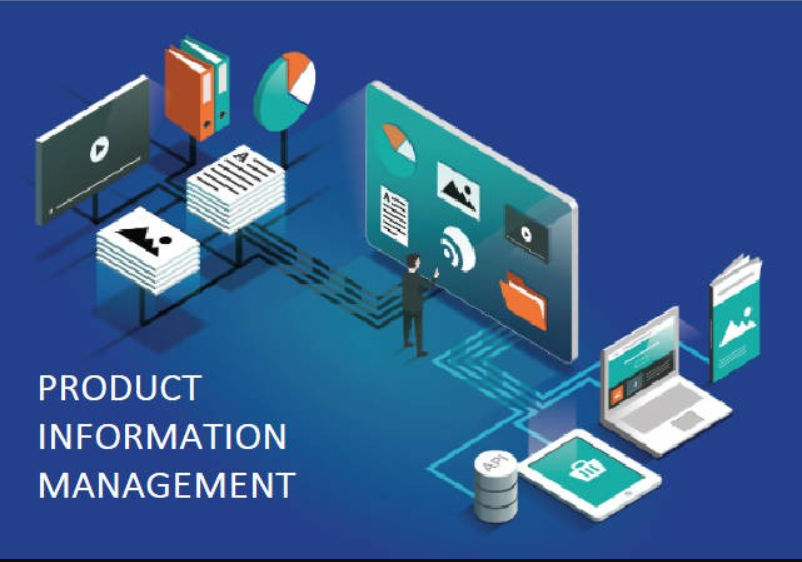 A
A
PRODUCT
INFORMATION
MANAGEMENT
API